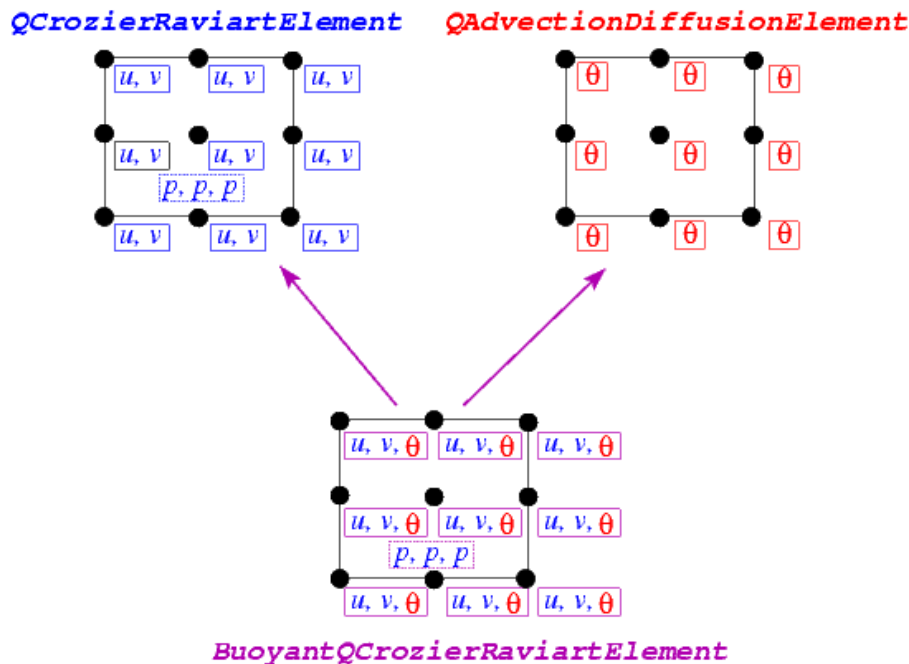 QCrozierRaviartElement QAdvectionDiffusionElement
u, v u, v u, v θ θ θ
u, v u, v u, v θ θ θ
p, p, p
u, v u, v u, v θ θ θ
u, v, θ u, v, θ u, v, θ
u, v, θ u, v, θ u, v, θ
p, p, p
u, v, θ u, v, θ u, v, θ
BuoyantQCrozierRaviartElement